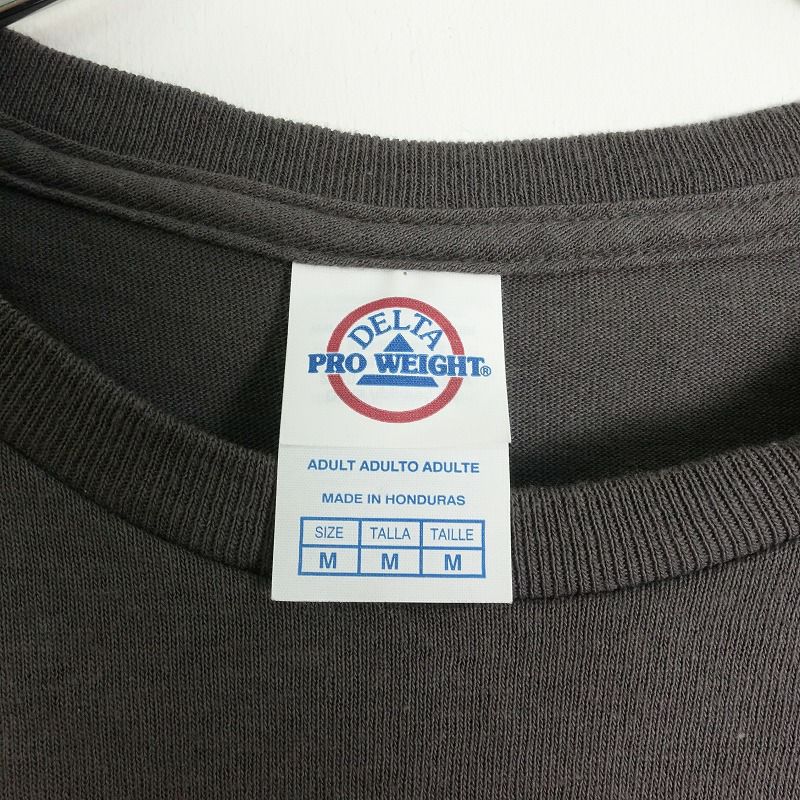 DELTA
PRO WEIGHT®
ADULT ADULTO ADULTE
MADE IN HONDURAS
SIZE TALLA TAILLE
M M M